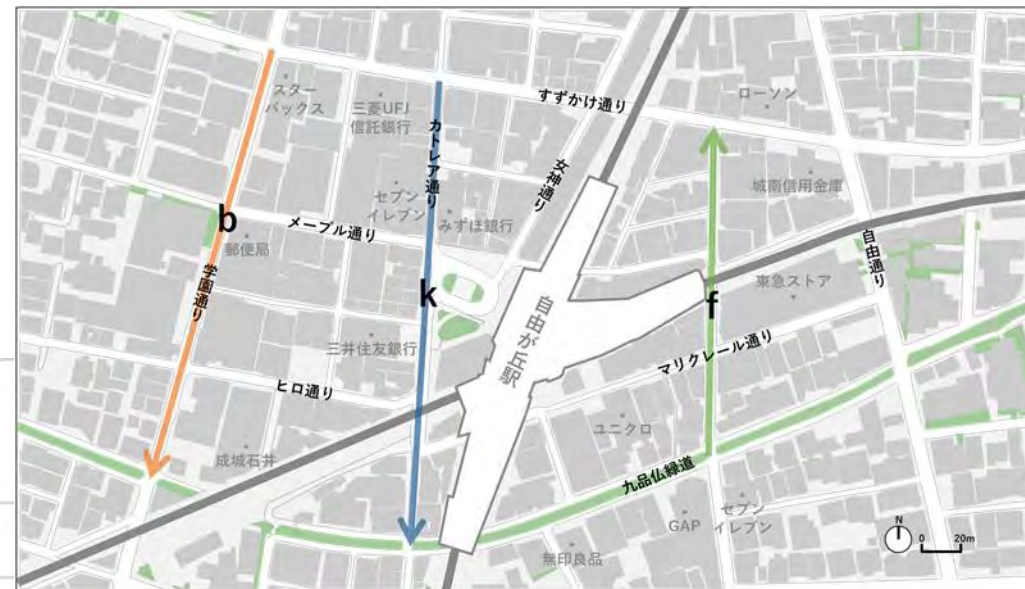 スター
バックス
三菱UFJ
信託銀行
カトレア通り
すずかけ通り
ローソン
女神通り
セブン
イレブン
みずほ銀行
城南信用金庫
b
メープル通り
郵便局
学園通り
k
自由が丘駅
f
東急ストア
自由通り
三井住友銀行
マリクレール通り
ヒロ通り
ユニクロ
成城石井
九品仏緑道
GAP
セブン
イレブン
無印良品
N
0 20m